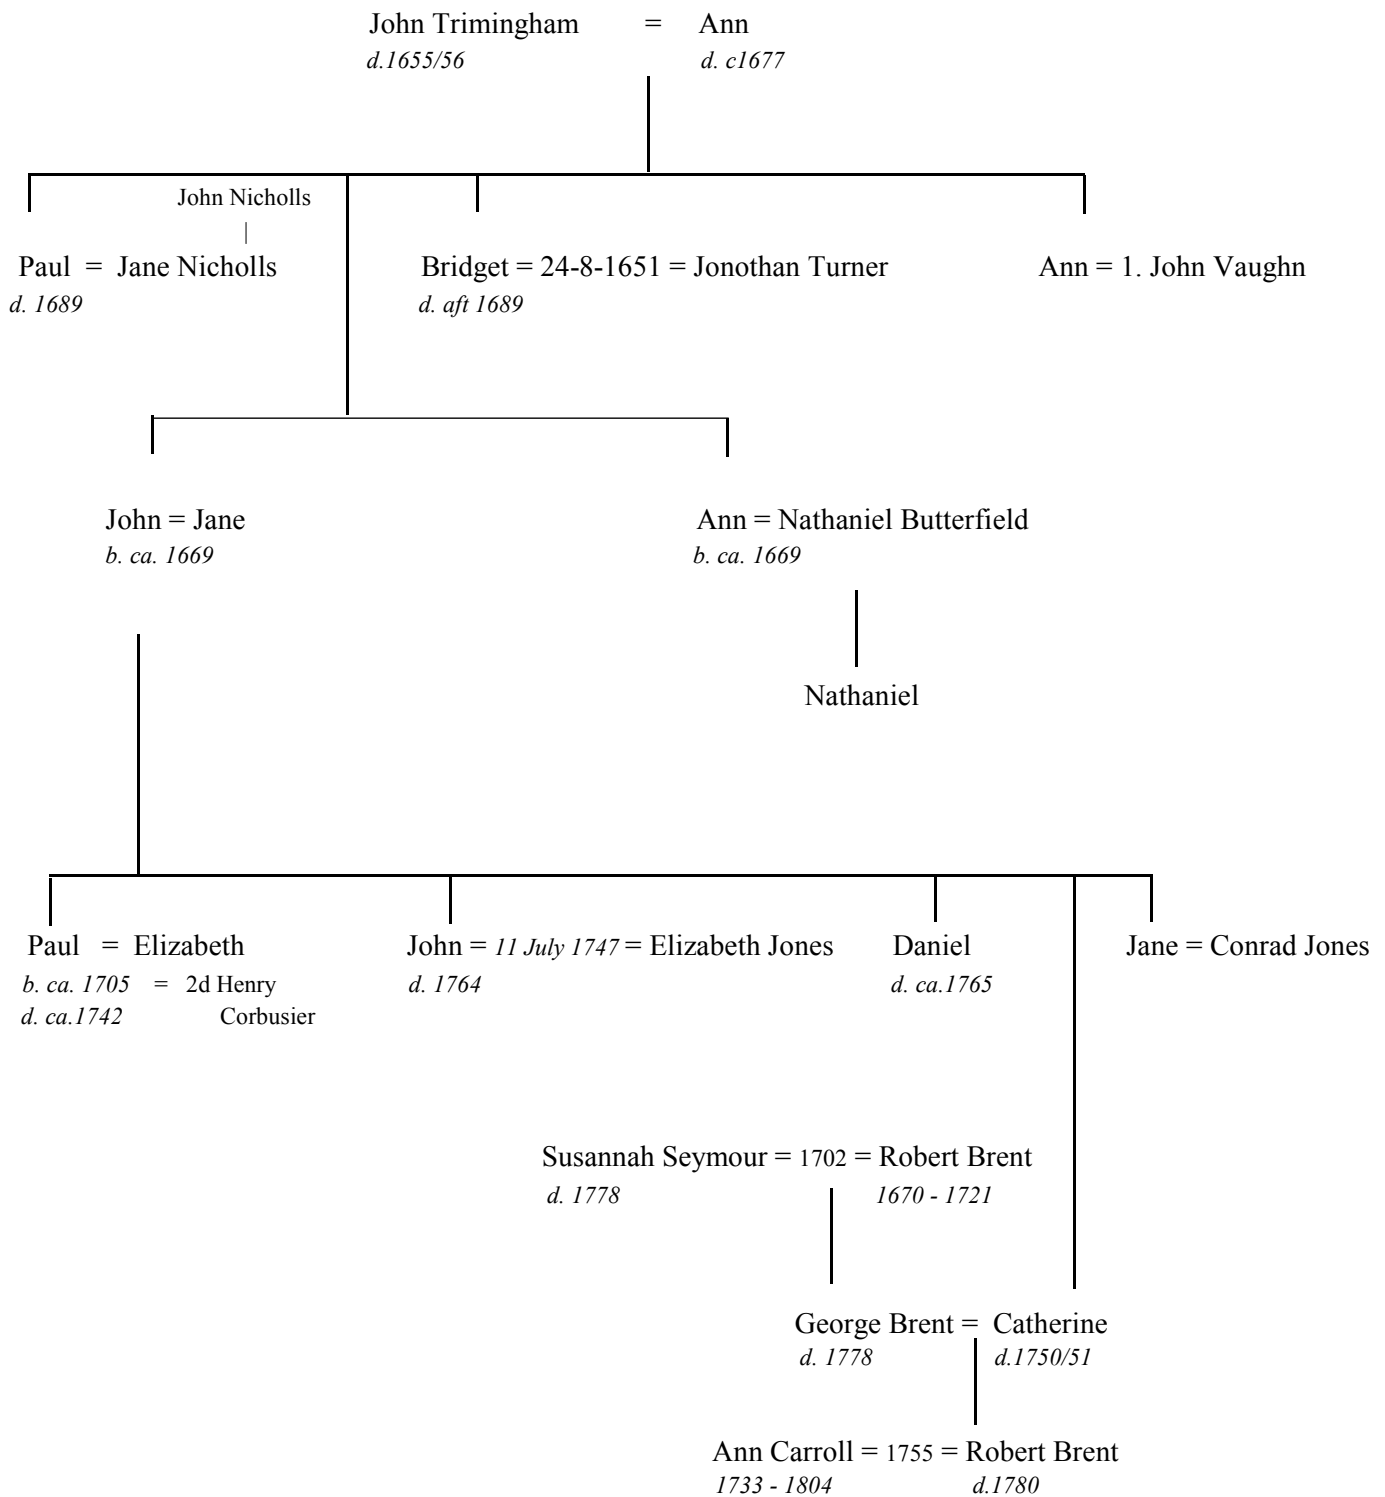 John Trimingham = Ann
d.1655/56 d. c1677
John Nicholls
|
Paul = Jane Nicholls Bridget = 24-8-1651 = Jonothan Turner Ann = 1. John Vaughn
d. 1689 d. aft 1689
John = Jane Ann = Nathaniel Butterfield
b. ca. 1669 b. ca. 1669
Nathaniel
Paul = Elizabeth John = 11 July 1747 = Elizabeth Jones Daniel Jane = Conrad Jones
b. ca. 1705 = 2d Henry d. 1764 d. ca.1765
d. ca.1742 Corbusier
Susannah Seymour = 1702 = Robert Brent
d. 1778 1670 - 1721
George Brent = Catherine
d. 1778 d.1750/51
Ann Carroll = 1755 = Robert Brent
1733 - 1804 d.1780